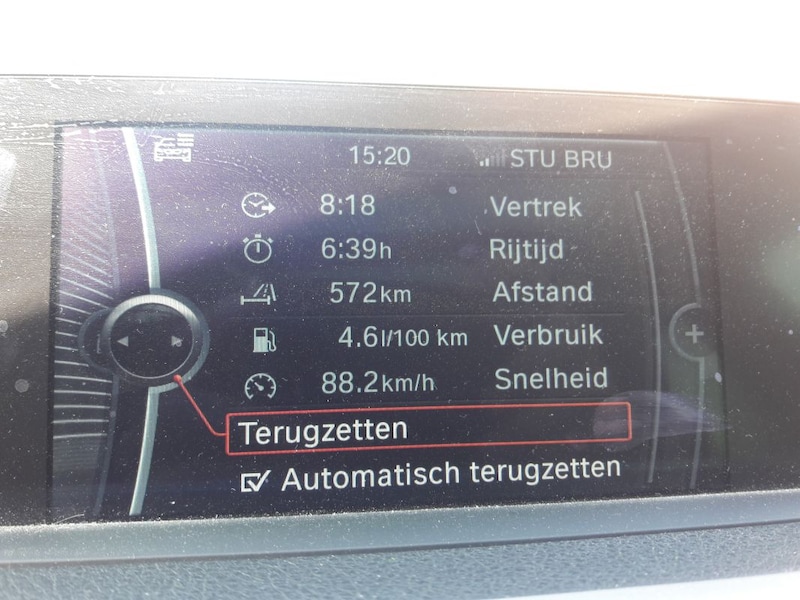 15:20 STU BRU
8:18 Vertrek
6:39h Rijtijd
572km Afstand
4.6l/100 km Verbruik
88.2km/h Snelheid
Terugzetten
Automatisch terugzetten